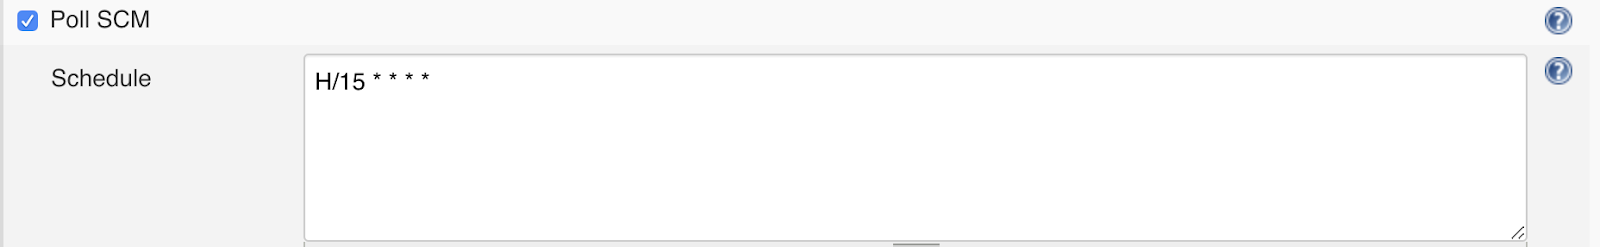 Poll SCM
Schedule
H/15 * * * *